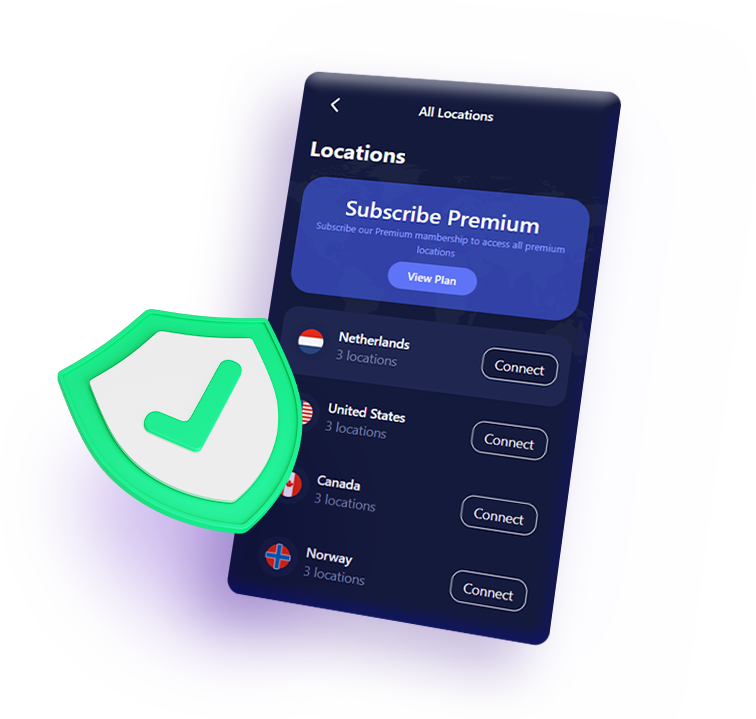 All Locations
Locations
Subscribe Premium
Subscribe our Premium mambership to access all premium
locations
View Plan
Netherlands
3 locations
Connect
United States
3 locations
Connect
Canada
3 locations
Connect
Norway
3 locations
Connect